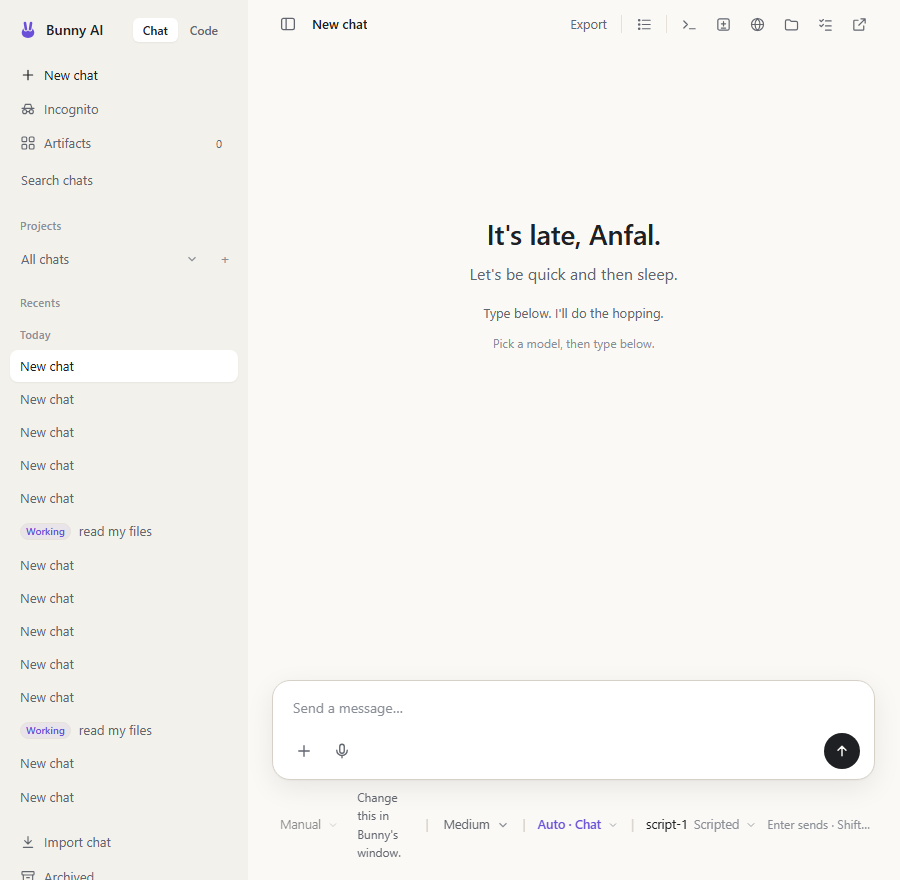 Bunny AI
Chat
Code
New chat
Incognito
Artifacts
0
Search chats
Projects
All chats
+
Recents
Today
New chat
New chat
New chat
New chat
New chat
Working read my files
New chat
New chat
New chat
New chat
New chat
Working read my files
New chat
New chat
Import chat
Archived
New chat
Export
It's late, Anfal.
Let's be quick and then sleep.
Type below. I'll do the hopping.
Pick a model, then type below.
Send a message...
Manual
Change
this in
Bunny's
window.
Medium
Auto · Chat
script-1 Scripted
Enter sends · Shift...